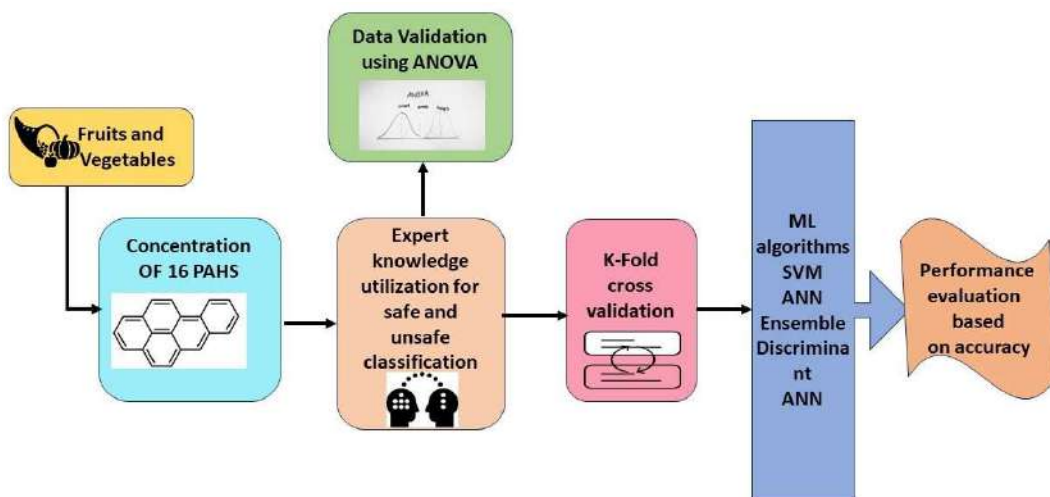 Data Validation
using ANOVA
ANOVA
Fruits and
Vegetables
Concentration
OF 16 PAHS
Expert
knowledge
utilization for
safe and
unsafe
classification
K-Fold
cross
validation
ML
algorithms
SVM
ANN
Ensemble
Discrimina
nt
ANN
Performance
evaluation
based
on accuracy